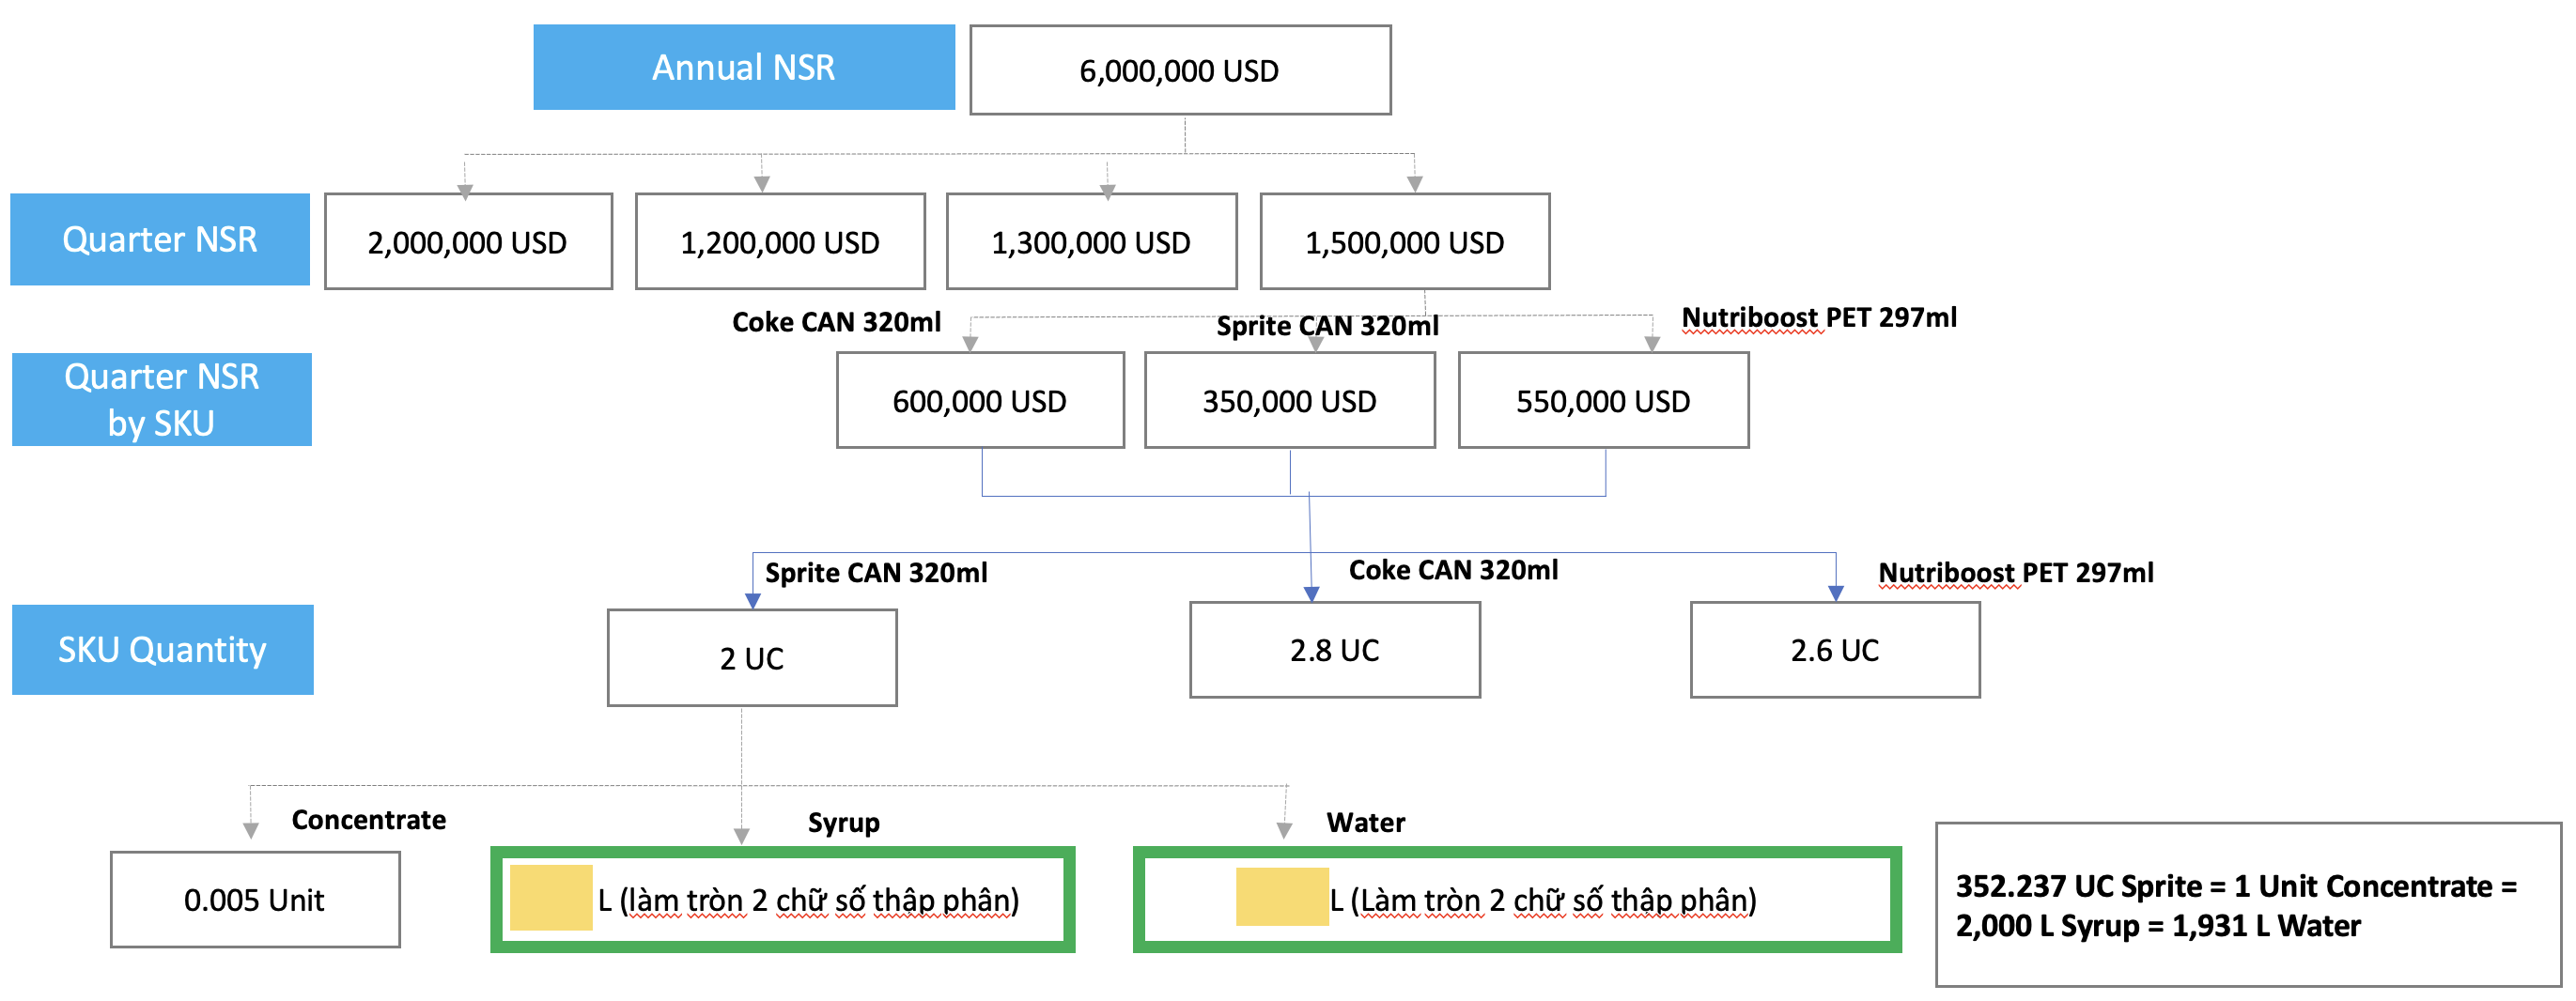 Annual NSR
6,000,000 USD
Quarter NSR
2,000,000 USD
1,200,000 USD
1,300,000 USD
1,500,000 USD
Coke CAN 320ml
Sprite CAN 320ml
Nutriboost PET 297ml
Quarter NSR
by SKU
600,000 USD
350,000 USD
550,000 USD
Sprite CAN 320ml
Coke CAN 320ml
Nutriboost PET 297ml
SKU Quantity
2 UC
2.8 UC
2.6 UC
Concentrate
Syrup
Water
0.005 Unit
L (làm tròn 2 chữ số thập phân)
L (Làm tròn 2 chữ số thập phân)
352.237 UC Sprite = 1 Unit Concentrate =
2,000 L Syrup = 1,931 L Water